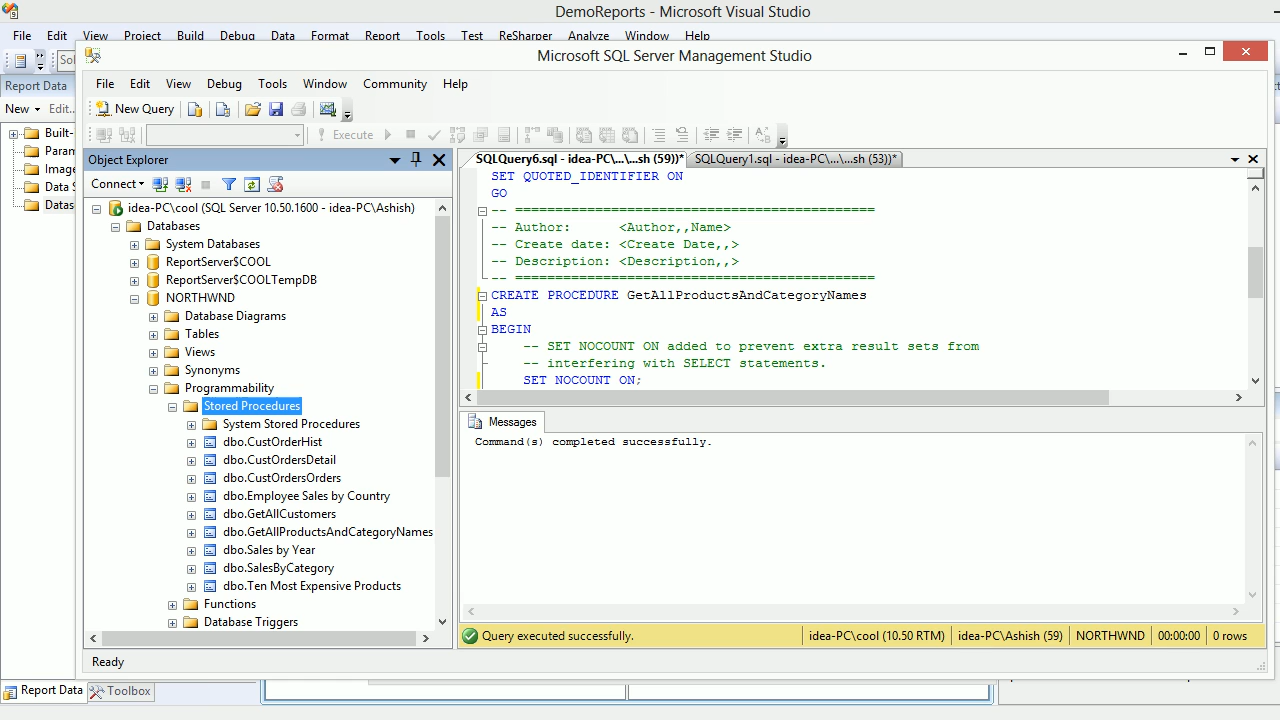 DemoReports - Microsoft Visual Studio
File Edit View Project Build Debug Data Format Report Tools Test ReSharper Analyze Window Help
Microsoft SQL Server Management Studio
Sol
Report Data
New Edit..
Built-
Param
Image
Data S
Datas
File Edit View Debug Tools Window Community Help
New Query
Execute
Object Explorer
Connect
idea-PC\cool (SQL Server 10.50.1600 - idea-PC\Ashish)
Databases
System Databases
ReportServer$COOL
ReportServer$COOLTempDB
NORTHWND
Database Diagrams
Tables
Views
Synonyms
Programmability
Stored Procedures
System Stored Procedures
dbo.CustOrderHist
dbo.CustOrdersDetail
dbo.CustOrdersOrders
dbo.Employee Sales by Country
dbo.GetAllCustomers
dbo.GetAllProductsAndCategoryNames
dbo.Sales by Year
dbo.SalesByCategory
dbo.Ten Most Expensive Products
Functions
Database Triggers
SQLQuery6.sql - idea-PC\...\...sh (59))* SQLQuery1.sql - idea-PC\...\...sh (53))*
SET QUOTED_IDENTIFIER ON
GO
-- =============================================
-- Author: <Author,,Name>
-- Create date: <Create Date,,>
-- Description: <Description,,>
-- =============================================
CREATE PROCEDURE GetAllProductsAndCategoryNames
AS
BEGIN
-- SET NOCOUNT ON added to prevent extra result sets from
-- interfering with SELECT statements.
SET NOCOUNT ON;
Messages
Command(s) completed successfully.
Query executed successfully. idea-PC\cool (10.50 RTM) idea-PC\Ashish (59) NORTHWND 00:00:00 0 rows
Ready
Report Data Toolbox